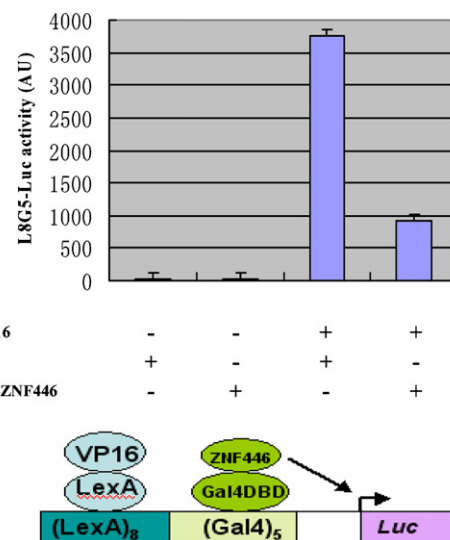 4000
3500
3000
2500
2000
1500
1000
500
0
L8G5-Luc activity (AU)
6 - - + +
+ - + -
ZNF446 - + - +
VP16 ZNF446
LexA Gal4DBD
(LexA)8 (Gal4)5 Luc